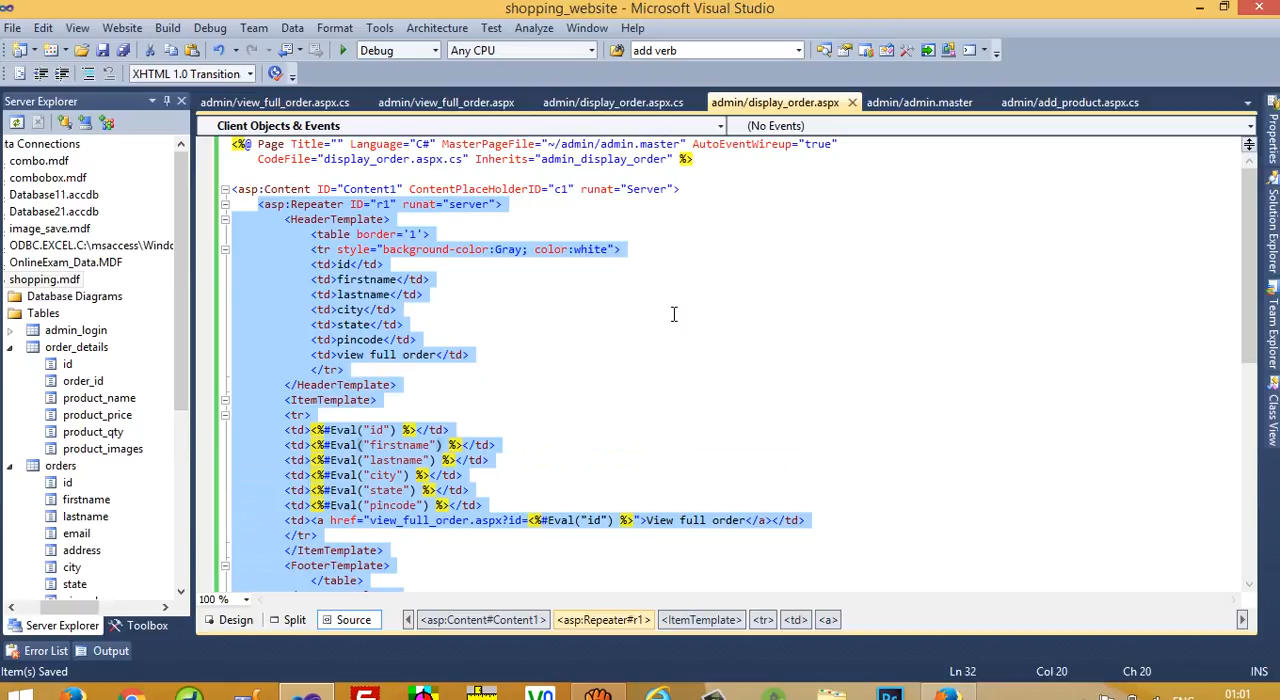 shopping_website - Microsoft Visual Studio
File Edit View Website Build Debug Team Data Format Tools Architecture Test Analyze Window Help
Debug Any CPU add verb
XHTML 1.0 Transition
Server Explorer
admin/view_full_order.aspx.cs admin/view_full_order.aspx admin/display_order.aspx.cs admin/display_order.aspx admin/admin.master admin/add_product.aspx.cs
Client Objects & Events (No Events)
ta Connections
combo.mdf
combobox.mdf
Database11.accdb
Database21.accdb
image_save.mdf
ODBC.EXCEL.C:\msaccess\Windo
OnlineExam_Data.MDF
shopping.mdf
Database Diagrams
Tables
admin_login
order_details
id
order_id
product_name
product_price
product_qty
product_images
orders
id
firstname
lastname
email
address
city
state
<%@ Page Title="" Language="C#" MasterPageFile="~/admin/admin.master" AutoEventWireup="true"
CodeFile="display_order.aspx.cs" Inherits="admin_display_order" %>
<asp:Content ID="Content1" ContentPlaceHolderID="c1" runat="Server">
<asp:Repeater ID="r1" runat="server">
<HeaderTemplate>
<table border='1'>
<tr style="background-color:Gray; color:white">
<td>id</td>
<td>firstname</td>
<td>lastname</td>
<td>city</td>
<td>state</td>
<td>pincode</td>
<td>view full order</td>
</tr>
</HeaderTemplate>
<ItemTemplate>
<tr>
<td><%#Eval("id") %></td>
<td><%#Eval("firstname") %></td>
<td><%#Eval("lastname") %></td>
<td><%#Eval("city") %></td>
<td><%#Eval("state") %></td>
<td><%#Eval("pincode") %></td>
<td><a href="view_full_order.aspx?id=<%#Eval("id") %>">View full order</a></td>
</tr>
</ItemTemplate>
<FooterTemplate>
</table>
100 %
Design Split Source <asp:Content#Content1> <asp:Repeater#r1> <ItemTemplate> <tr> <td> <a>
Server Explorer Toolbox
Properties
Solution Explorer
Team Explorer
Class View
Error List Output
Item(s) Saved Ln 32 Col 20 Ch 20 INS
01:01